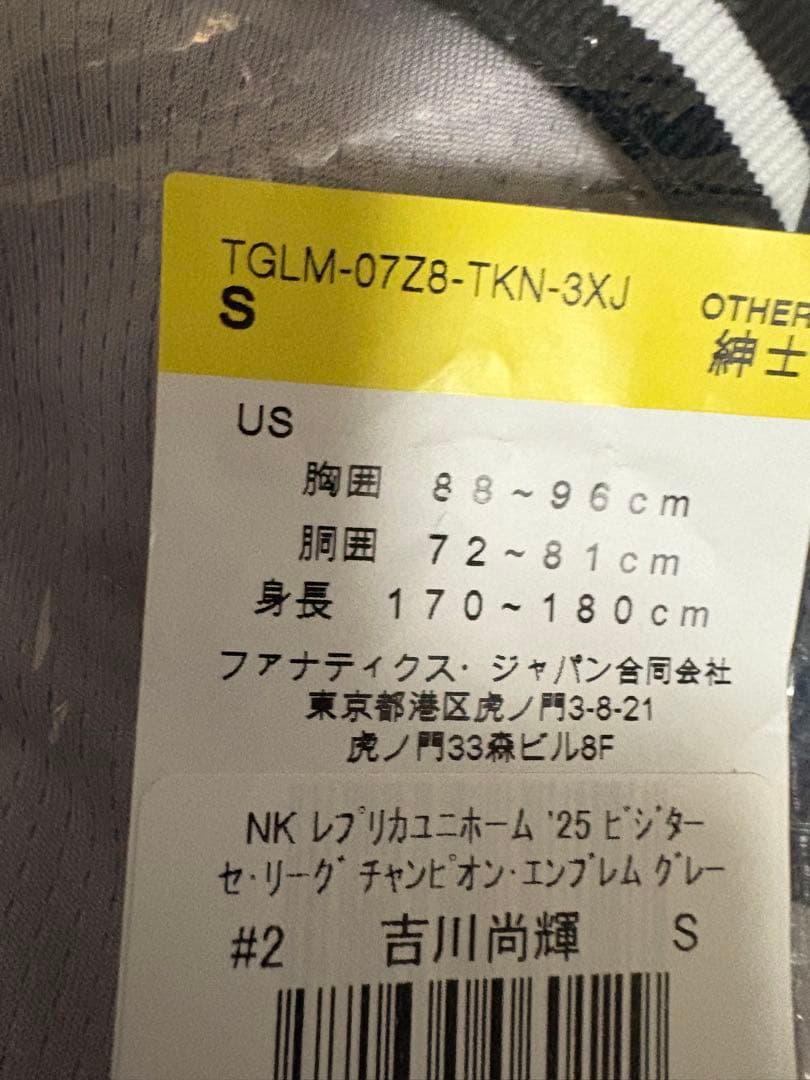 TGLM-07Z8-TKN-3XJ
S
OTHER
紳士
US
胸囲 88~96cm
胴囲 72~81cm
身長 170~180cm
ファナティクス・ジャパン合同会社
東京都港区虎ノ門3-8-21
虎ノ門33森ビル8F
NK レプリカユニホーム '25 ビジター
セ・リーグ チャンピオン・エンブレム グレー
#2 吉川尚輝 S